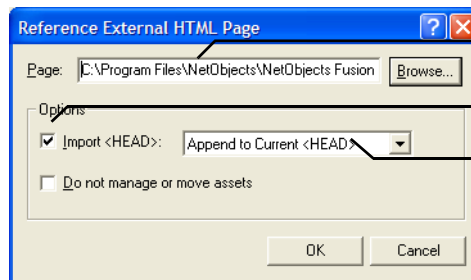 Reference External HTML Page
Page: C:\Program Files\NetObjects\NetObjects Fusion Browse...
Options
Import <HEAD>: Append to Current <HEAD>
Do not manage or move assets
OK Cancel